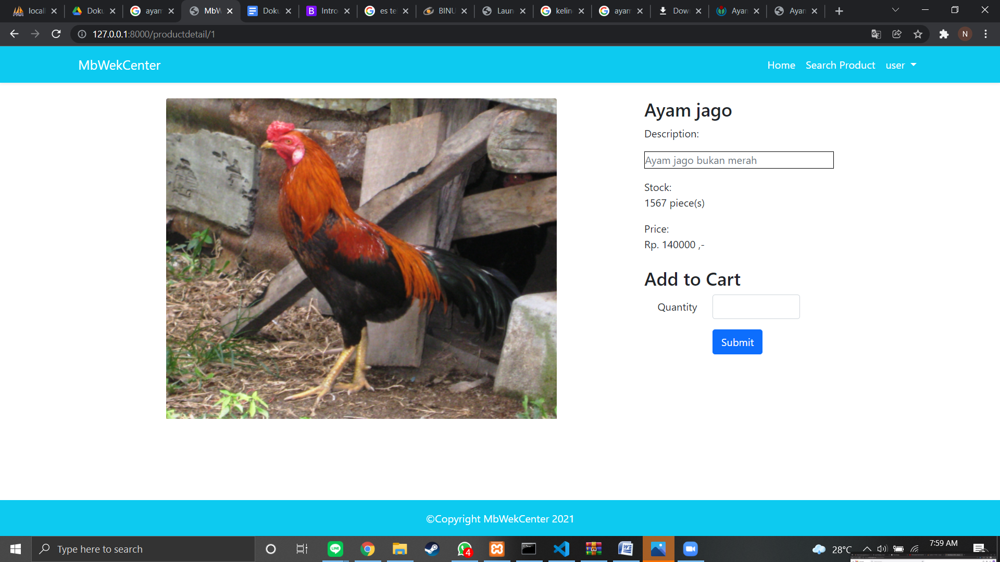 locall
Doku
ayam
MbW
Doku
Intro
es tel
BINU
Laun
kelin
ayam
Dow
Ayan
Ayan
127.0.0.1:8000/productdetail/1
N
MbWekCenter
Home
Search Product
user
Ayam jago
Description:
Ayam jago bukan merah
Stock:
1567 piece(s)
Price:
Rp. 140000 ,-
Add to Cart
Quantity
Submit
©Copyright MbWekCenter 2021
Type here to search
LINE
4
28°C
7:59 AM